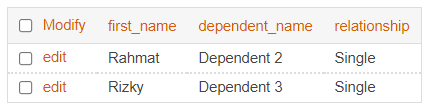 Modify first_name dependent_name relationship
edit Rahmat Dependent 2 Single
edit Rizky Dependent 3 Single